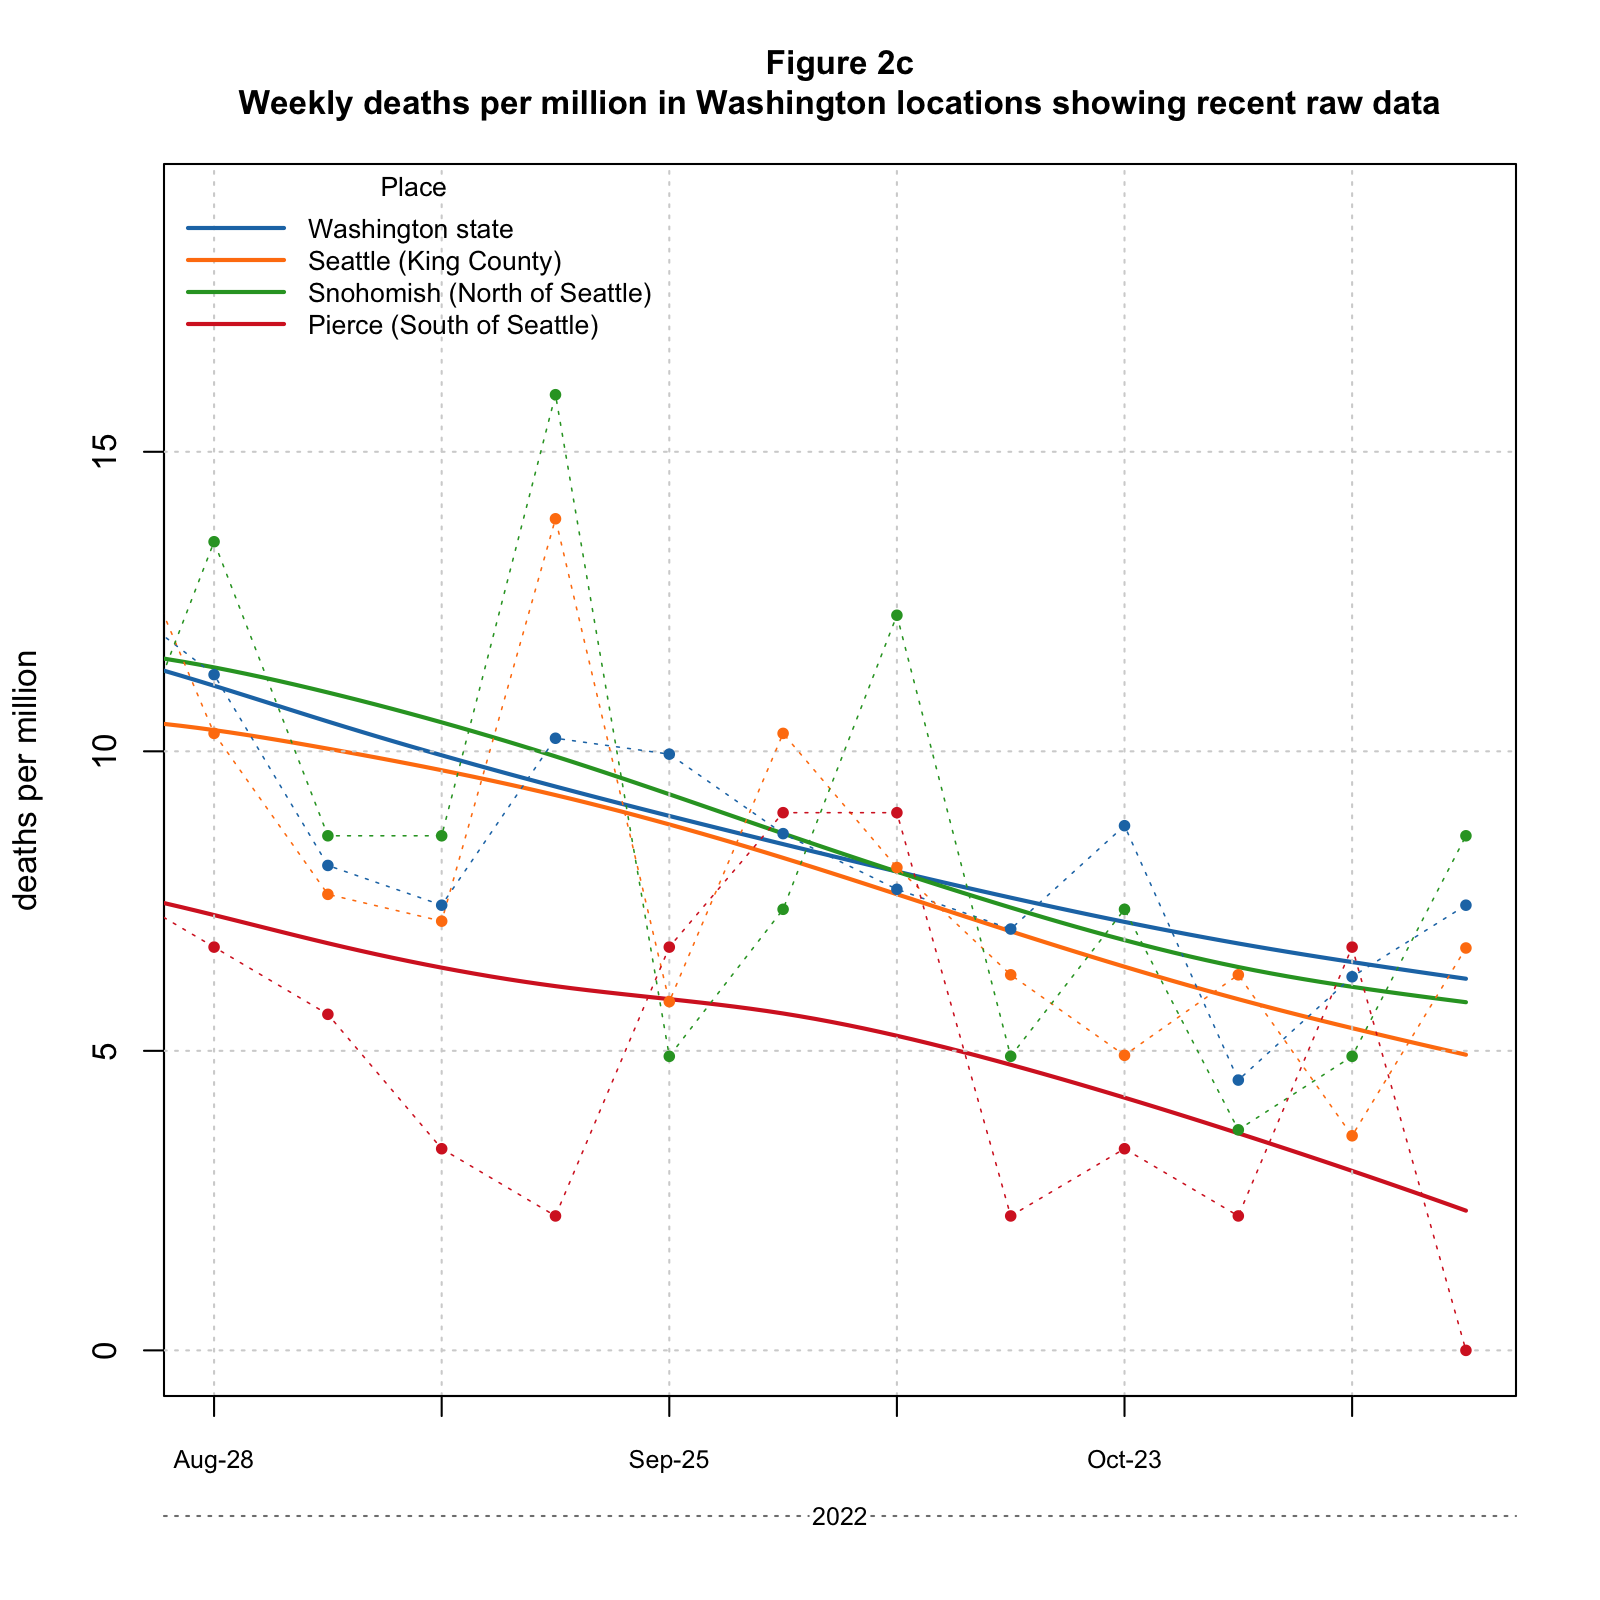 Figure 2c
Weekly deaths per million in Washington locations showing recent raw data
Place
Washington state
Seattle (King County)
Snohomish (North of Seattle)
Pierce (South of Seattle)
deaths per million
15
10
5
0
Aug-28
Sep-25
Oct-23
2022